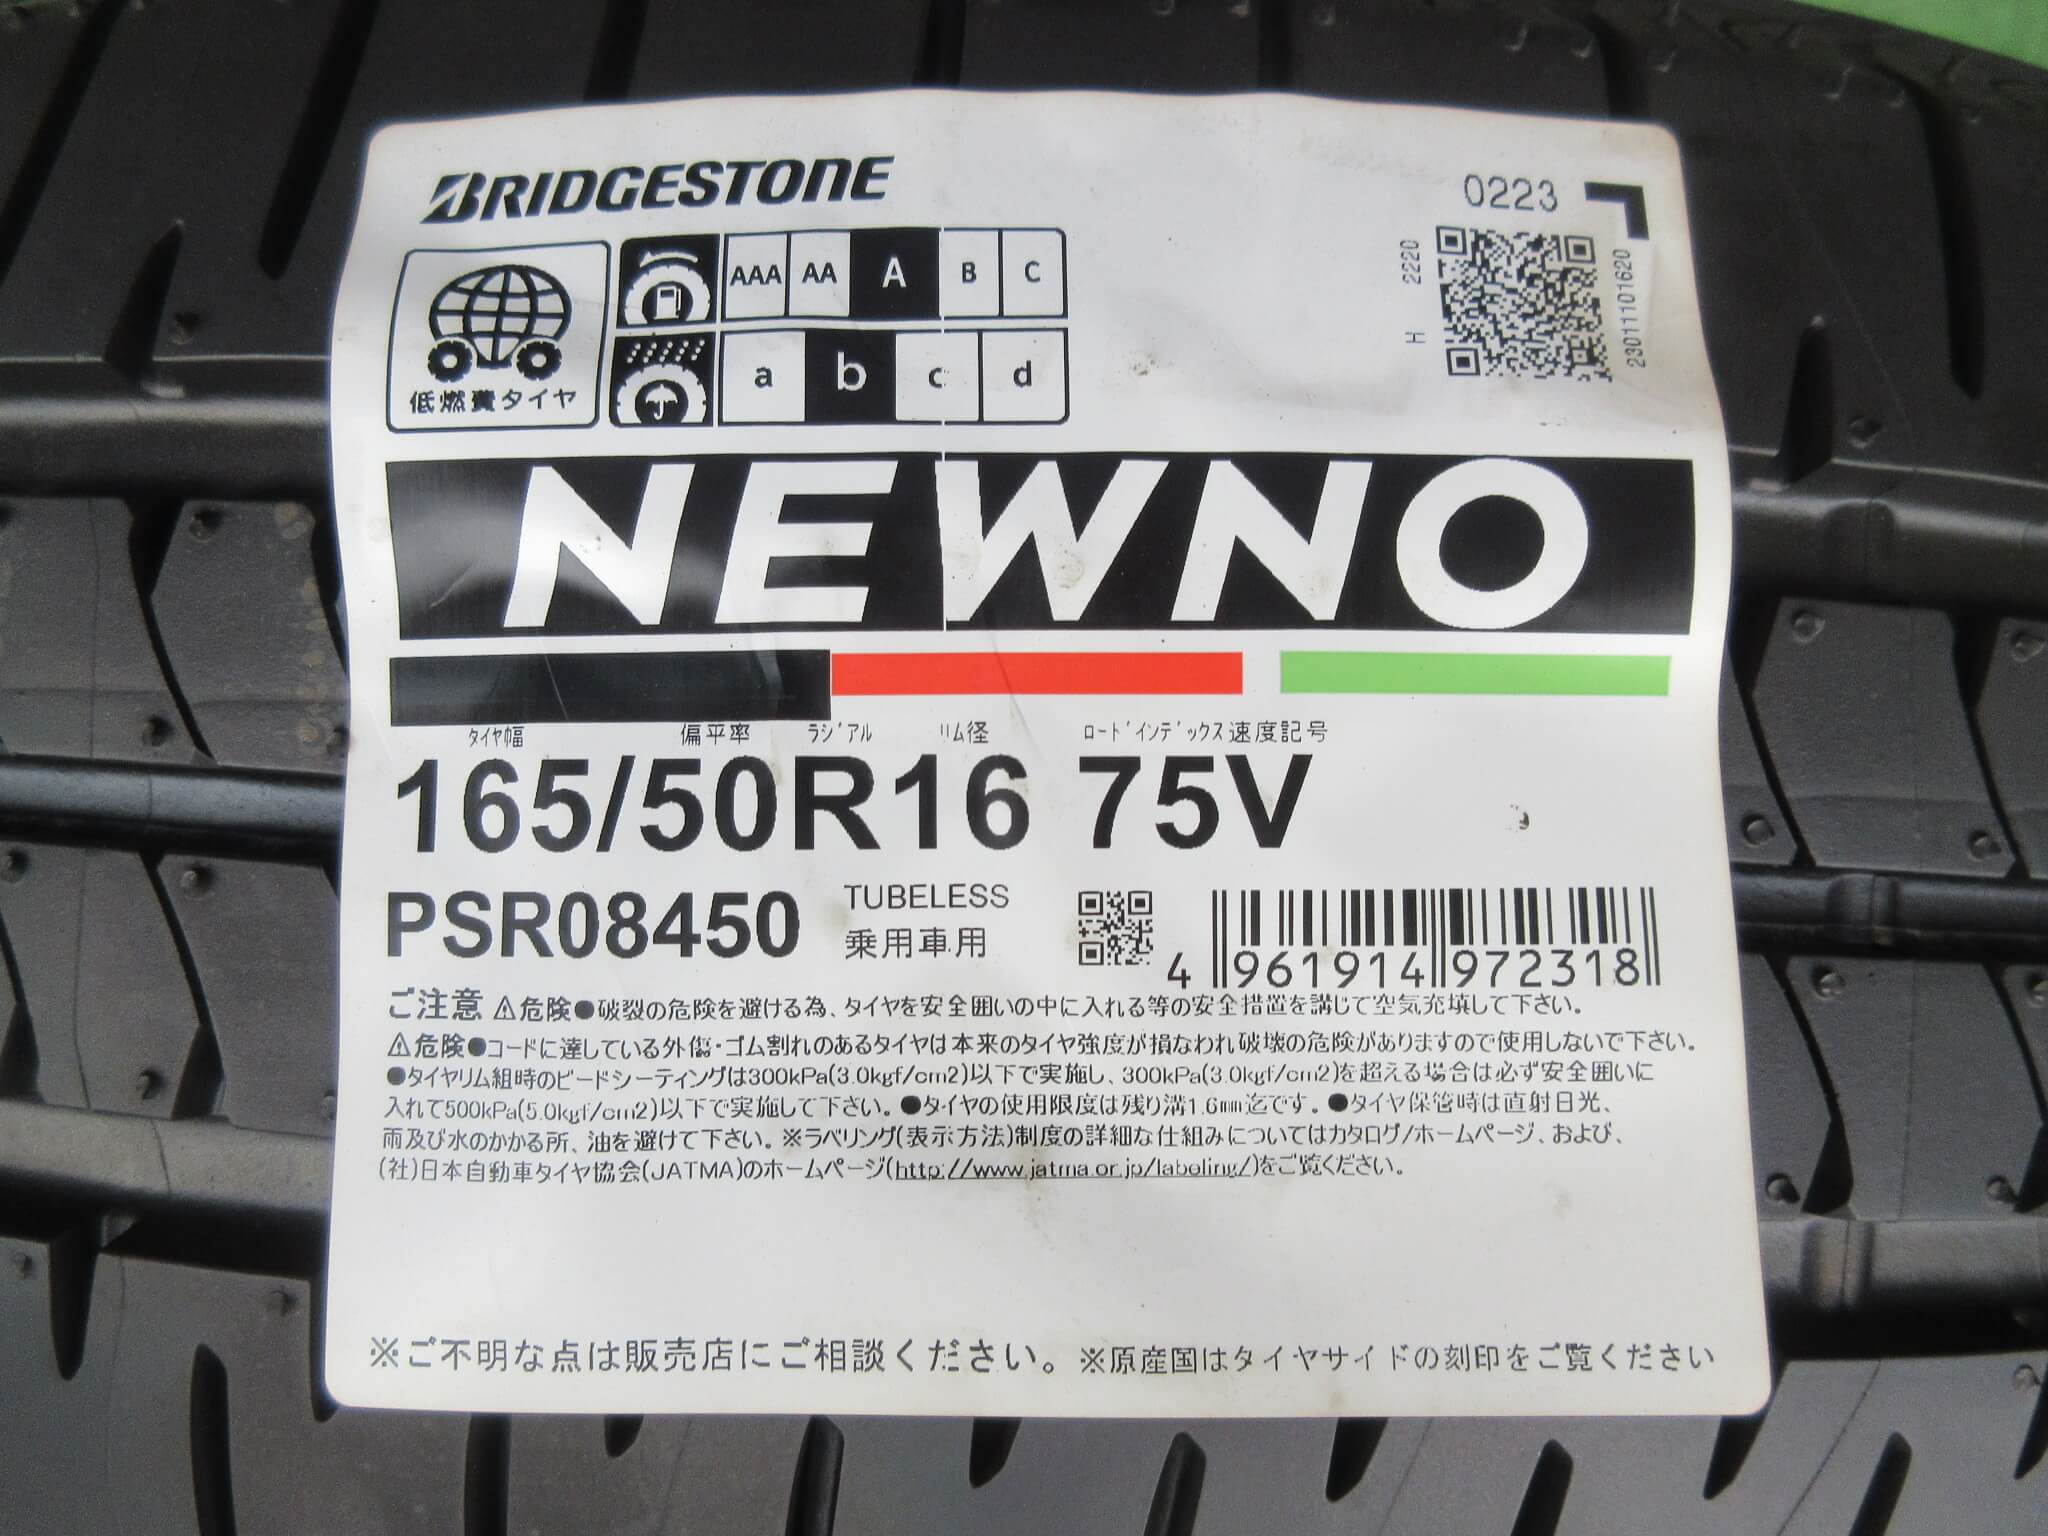 BRIDGESTONE
0223
H 2220
2301110​1620
AAA AA A B C
a b c d
低燃費タイヤ
NEWNO
タイヤ幅 偏平率 ラジアル リム径 ロードインデックス 速度記号
165/50R16 75V
PSR08450
TUBELESS
乗用車用
4 961914 972318
ご注意 ⚠危険●破裂の危険を避ける為、タイヤを安全囲いの中に入れる等の安全措置を講じて空気充填して下さい。
⚠危険●コードに達している外傷・ゴム割れのあるタイヤは本来のタイヤ強度が損なわれ破壊の危険がありますので使用しないで下さい。
●タイヤリム組時のビードシーティングは300kPa(3.0kgf/cm2)以下で実施し、300kPa(3.0kgf/cm2)を超える場合は必ず安全囲いに
入れて500kPa(5.0kgf/cm2)以下で実施して下さい。●タイヤの使用限度は残り溝1.6mm迄です。●タイヤ保管時は直射日光、
雨及び水のかかる所、油を避けて下さい。※ラベリング(表示方法)制度の詳細な仕組みについてはカタログ/ホームページ、および、
(社)日本自動車タイヤ協会(JATMA)のホームページ(http://www.jatma.or.jp/labeling/)をご覧ください。
※ご不明な点は販売店にご相談ください。※原産国はタイヤサイドの刻印をご覧ください